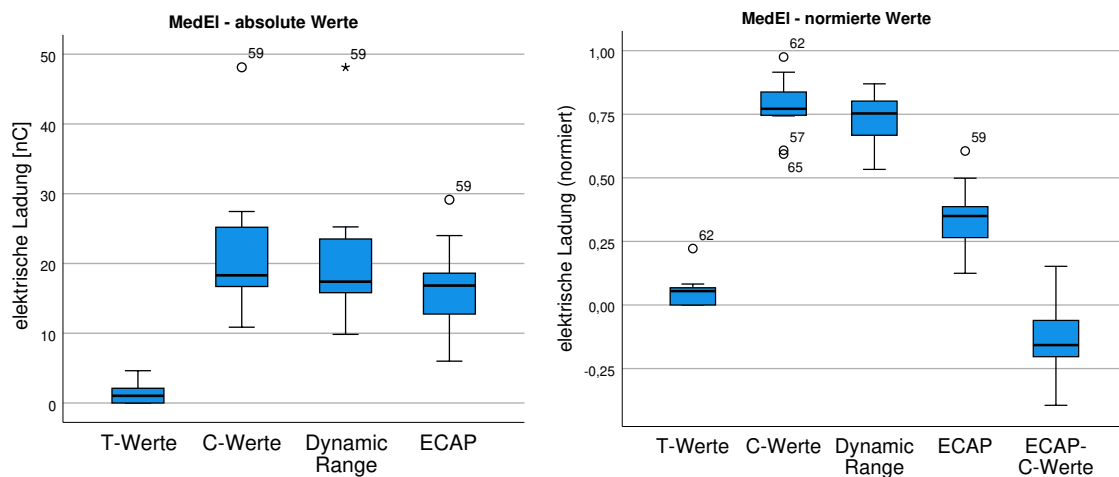 MedEl - absolute Werte
elektrische Ladung [nC]
50
40
30
20
10
0
59
59
59
T-Werte
C-Werte
Dynamic
Range
ECAP
MedEl - normierte Werte
elektrische Ladung (normiert)
1,00
0,75
0,50
0,25
0,00
-0,25
62
62
57
65
59
T-Werte
C-Werte
Dynamic
Range
ECAP
ECAP-
C-Werte